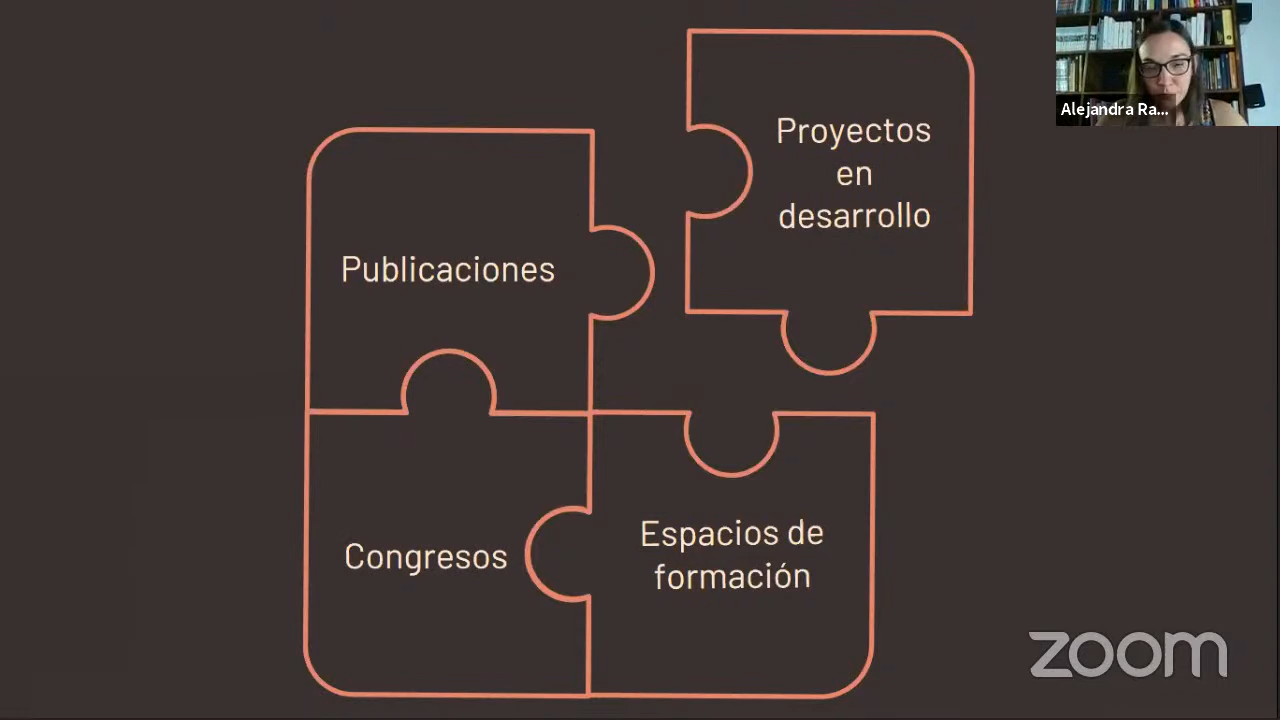 Proyectos
en
desarrollo
Alejandra Ra...
Publicaciones
Congresos
Espacios de
formación
zoom